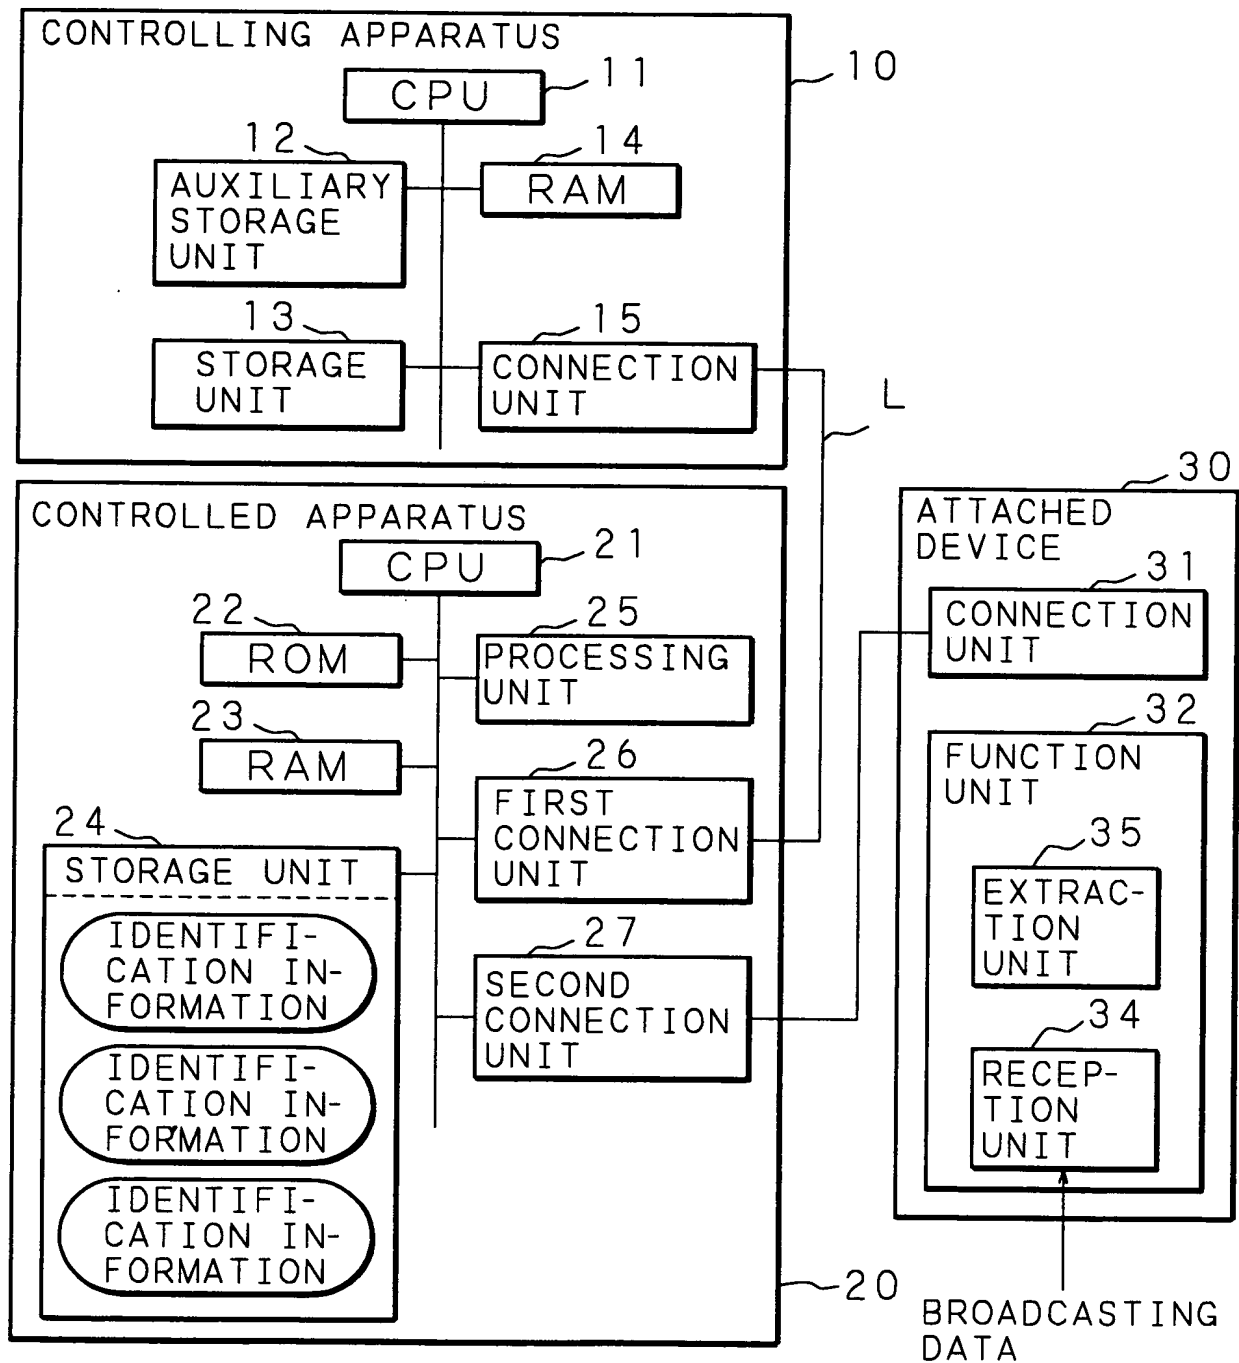 CONTROLLING APPARATUS
10
11
CPU
12
14
AUXILIARY
STORAGE
UNIT
RAM
13
15
STORAGE
UNIT
CONNECTION
UNIT
L
CONTROLLED APPARATUS
21
CPU
22
25
ROM
PROCESSING
UNIT
23
RAM
26
FIRST
CONNECTION
UNIT
24
STORAGE UNIT
IDENTIFI-
CATION IN-
FORMATION
IDENTIFI-
CATION IN-
FORMATION
IDENTIFI-
CATION IN-
FORMATION
27
SECOND
CONNECTION
UNIT
20
30
ATTACHED
DEVICE
31
CONNECTION
UNIT
32
FUNCTION
UNIT
35
EXTRAC-
TION
UNIT
34
RECEP-
TION
UNIT
BROADCASTING
DATA